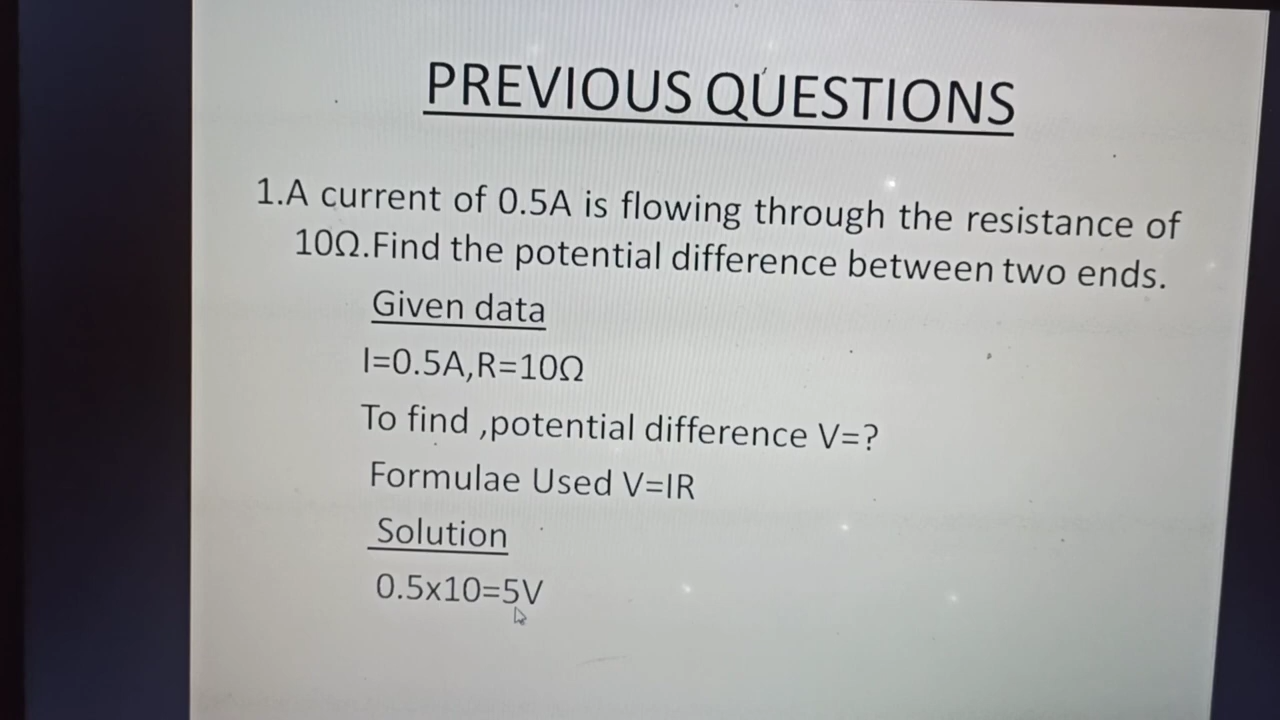 PREVIOUS QUESTIONS
1.A current of 0.5A is flowing through the resistance of
10Ω.Find the potential difference between two ends.
Given data
I=0.5A,R=10Ω
To find ,potential difference V=?
Formulae Used V=IR
Solution
0.5x10=5V